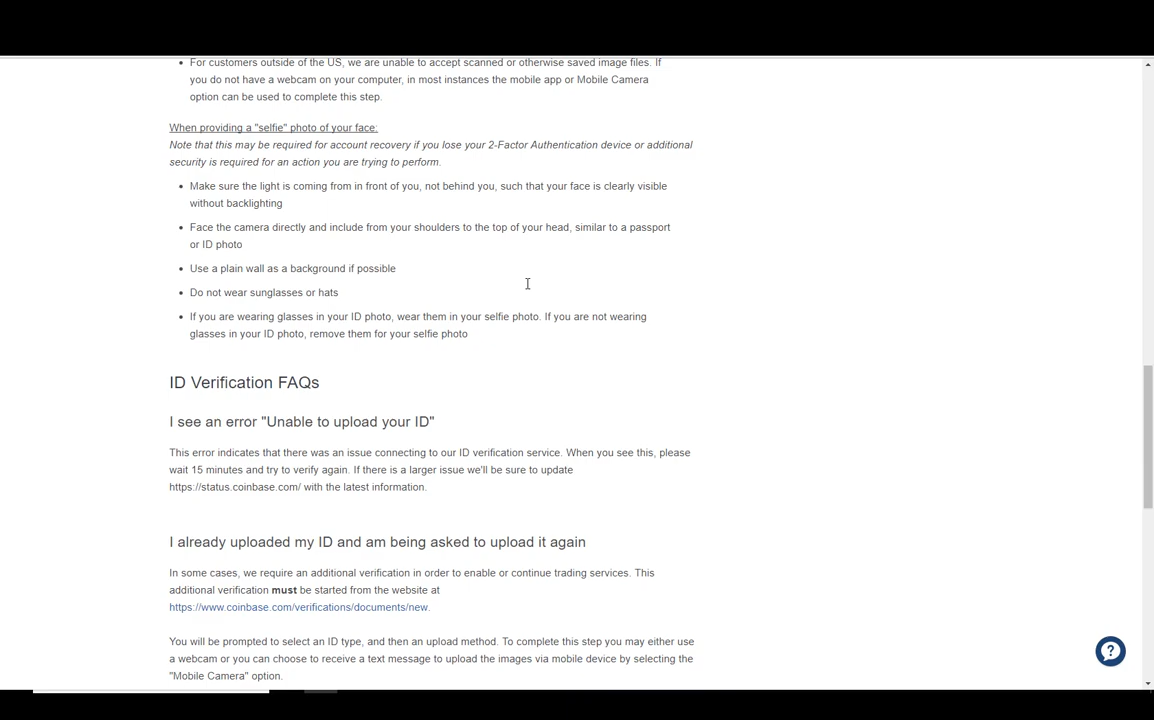 • For customers outside of the US, we are unable to accept scanned or otherwise saved image files. If
you do not have a webcam on your computer, in most instances the mobile app or Mobile Camera
option can be used to complete this step.
When providing a "selfie" photo of your face:
Note that this may be required for account recovery if you lose your 2-Factor Authentication device or additional
security is required for an action you are trying to perform.
• Make sure the light is coming from in front of you, not behind you, such that your face is clearly visible
without backlighting
• Face the camera directly and include from your shoulders to the top of your head, similar to a passport
or ID photo
• Use a plain wall as a background if possible
• Do not wear sunglasses or hats
• If you are wearing glasses in your ID photo, wear them in your selfie photo. If you are not wearing
glasses in your ID photo, remove them for your selfie photo
ID Verification FAQs
I see an error "Unable to upload your ID"
This error indicates that there was an issue connecting to our ID verification service. When you see this, please
wait 15 minutes and try to verify again. If there is a larger issue we'll be sure to update
https://status.coinbase.com/ with the latest information.
I already uploaded my ID and am being asked to upload it again
In some cases, we require an additional verification in order to enable or continue trading services. This
additional verification must be started from the website at
https://www.coinbase.com/verifications/documents/new.
You will be prompted to select an ID type, and then an upload method. To complete this step you may either use
a webcam or you can choose to receive a text message to upload the images via mobile device by selecting the
"Mobile Camera" option.
?